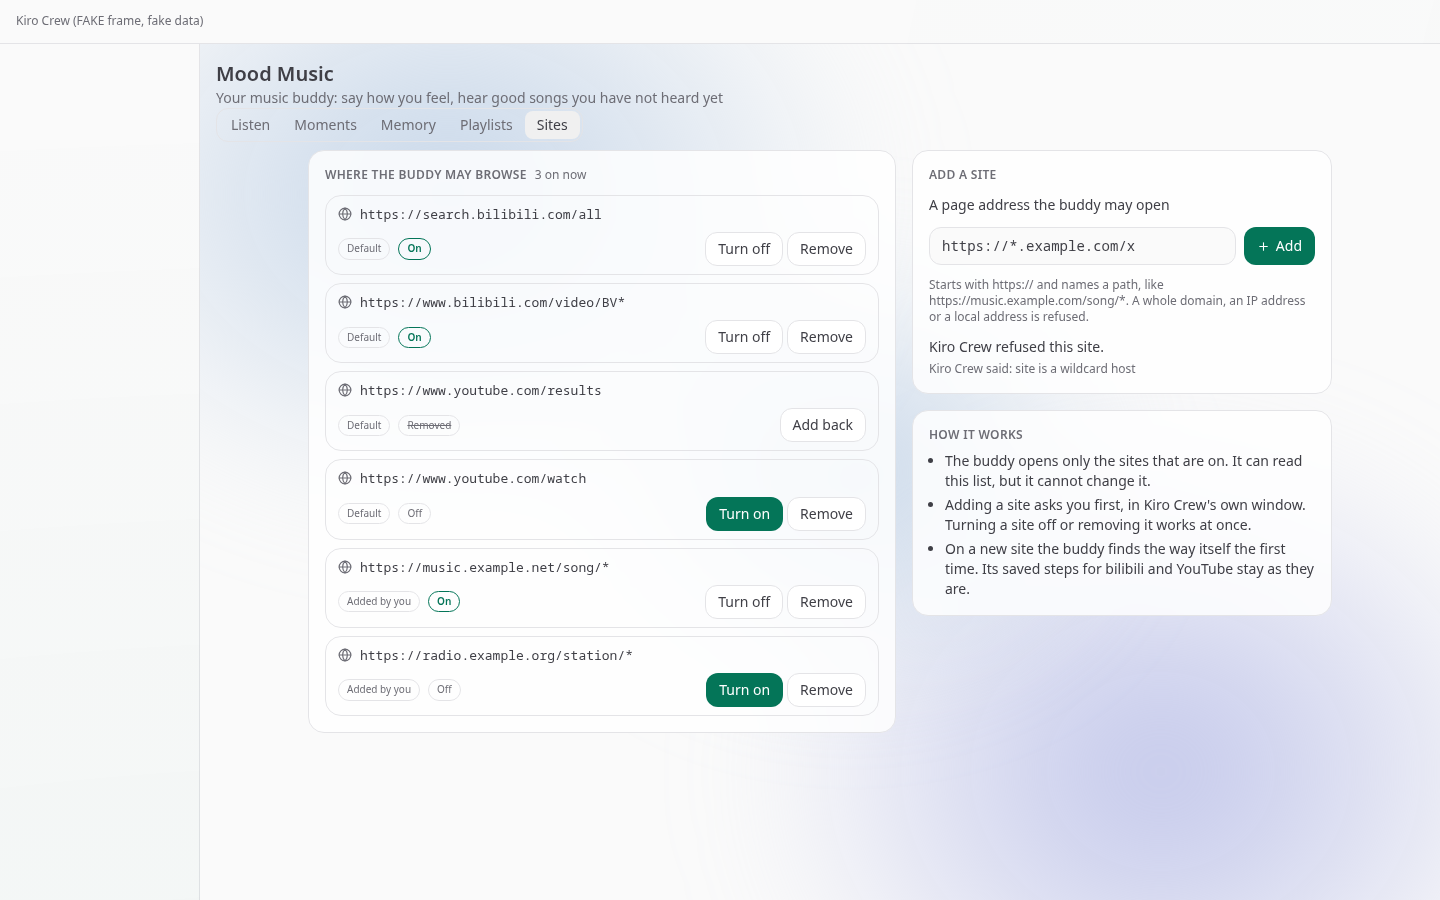 Kiro Crew (FAKE frame, fake data)
Mood Music
Your music buddy: say how you feel, hear good songs you have not heard yet
Listen Moments Memory Playlists Sites
WHERE THE BUDDY MAY BROWSE 3 on now
https://search.bilibili.com/all
Default On Turn off Remove
https://www.bilibili.com/video/BV*
Default On Turn off Remove
https://www.youtube.com/results
Default Removed Add back
https://www.youtube.com/watch
Default Off Turn on Remove
https://music.example.net/song/*
Added by you On Turn off Remove
https://radio.example.org/station/*
Added by you Off Turn on Remove
ADD A SITE
A page address the buddy may open
https://*.example.com/x + Add
Starts with https:// and names a path, like
https://music.example.com/song/*. A whole domain, an IP address
or a local address is refused.
Kiro Crew refused this site.
Kiro Crew said: site is a wildcard host
HOW IT WORKS
• The buddy opens only the sites that are on. It can read
this list, but it cannot change it.
• Adding a site asks you first, in Kiro Crew's own window.
Turning a site off or removing it works at once.
• On a new site the buddy finds the way itself the first
time. Its saved steps for bilibili and YouTube stay as they
are.